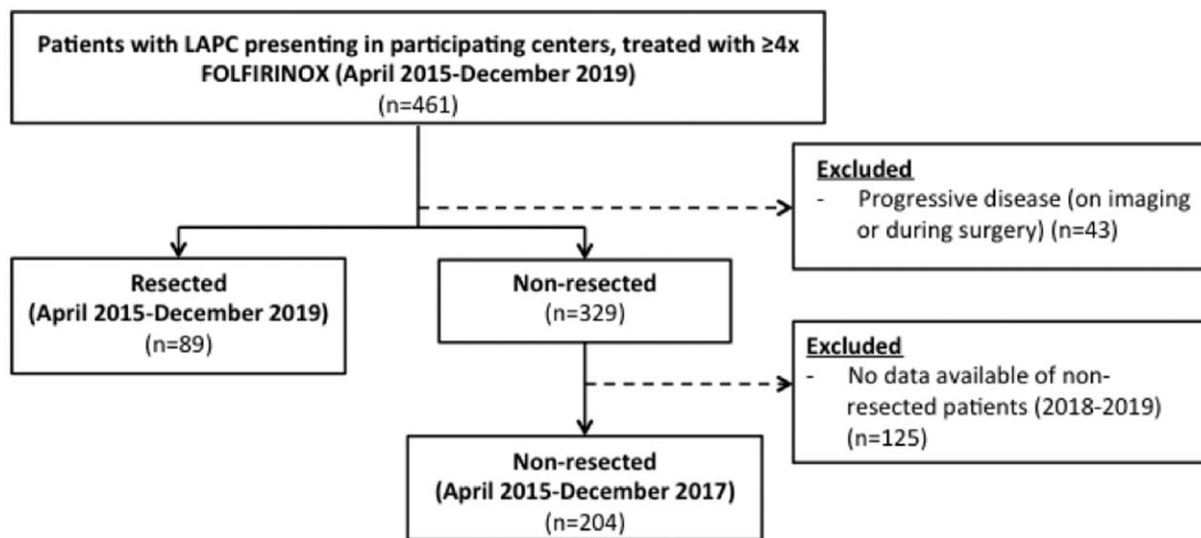 Patients with LAPC presenting in participating centers, treated with ≥4x
FOLFIRINOX (April 2015-December 2019)
(n=461)
Excluded
- Progressive disease (on imaging
or during surgery) (n=43)
Resected
(April 2015-December 2019)
(n=89)
Non-resected
(n=329)
Excluded
- No data available of non-
resected patients (2018-2019)
(n=125)
Non-resected
(April 2015-December 2017)
(n=204)